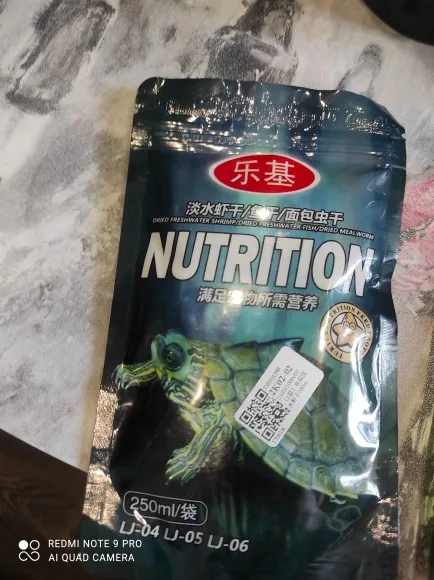 乐基
淡水虾干/鱼干/面包虫干
DRIED FRESHWATER SHRIMP/DRIED FRESHWATER FISH/DRIED MEALWORM
NUTRITION
满足 物所需营养
250ml/袋
LJ-04 LJ-05 LJ-06
REDMI NOTE 9 PRO
AI QUAD CAMERA